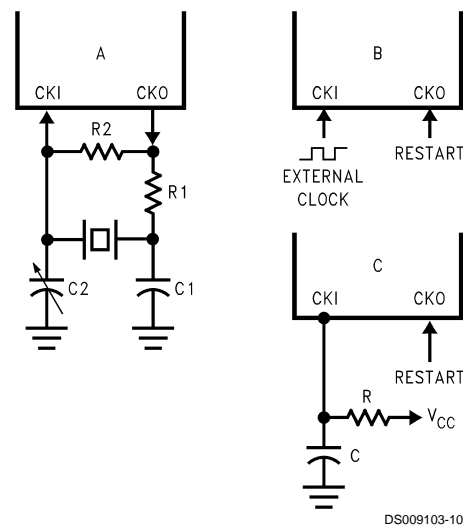 A
CKI CKO
R2
R1
C2
C1
B
CKI CKO
EXTERNAL
CLOCK
RESTART
C
CKI CKO
RESTART
R
VCC
C
DS009103-10